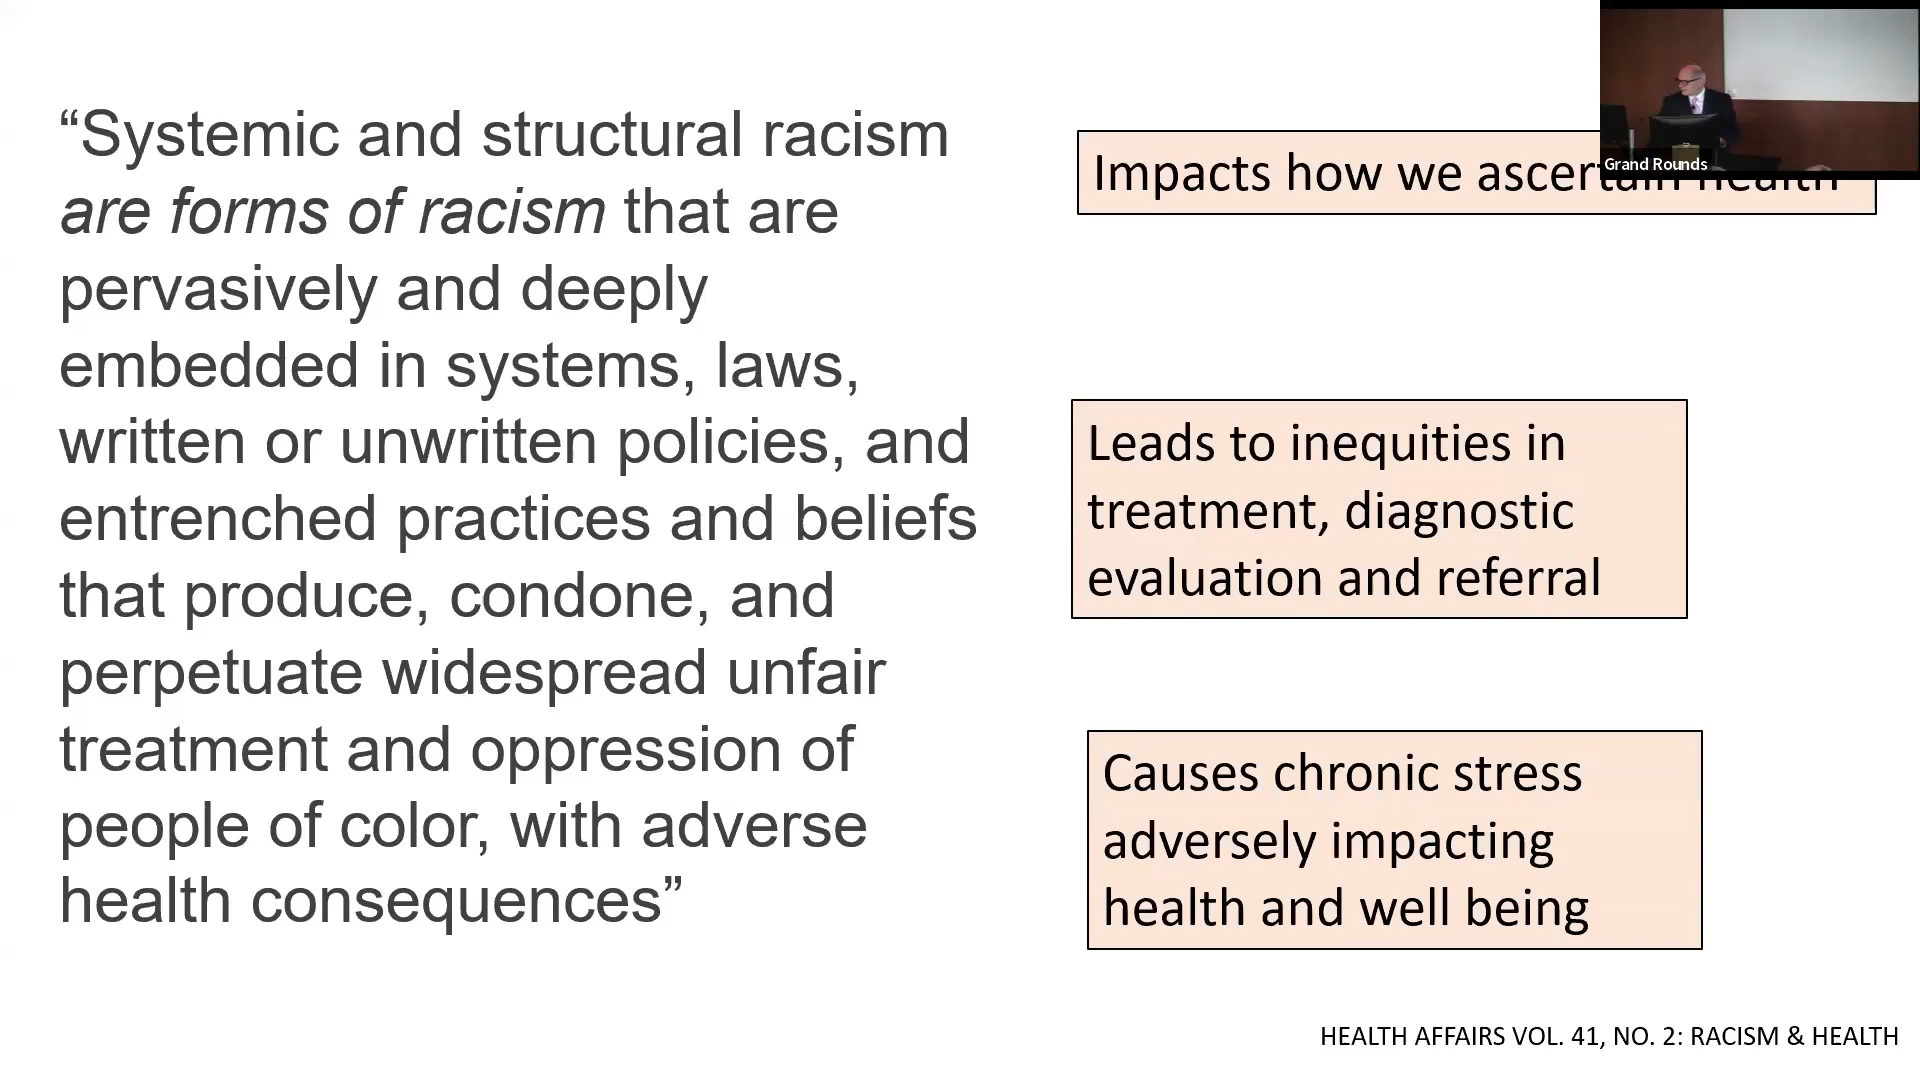 “Systemic and structural racism
are forms of racism that are
pervasively and deeply
embedded in systems, laws,
written or unwritten policies, and
entrenched practices and beliefs
that produce, condone, and
perpetuate widespread unfair
treatment and oppression of
people of color, with adverse
health consequences”
Grand Rounds
Impacts how we ascertain health
Leads to inequities in
treatment, diagnostic
evaluation and referral
Causes chronic stress
adversely impacting
health and well being
HEALTH AFFAIRS VOL. 41, NO. 2: RACISM & HEALTH